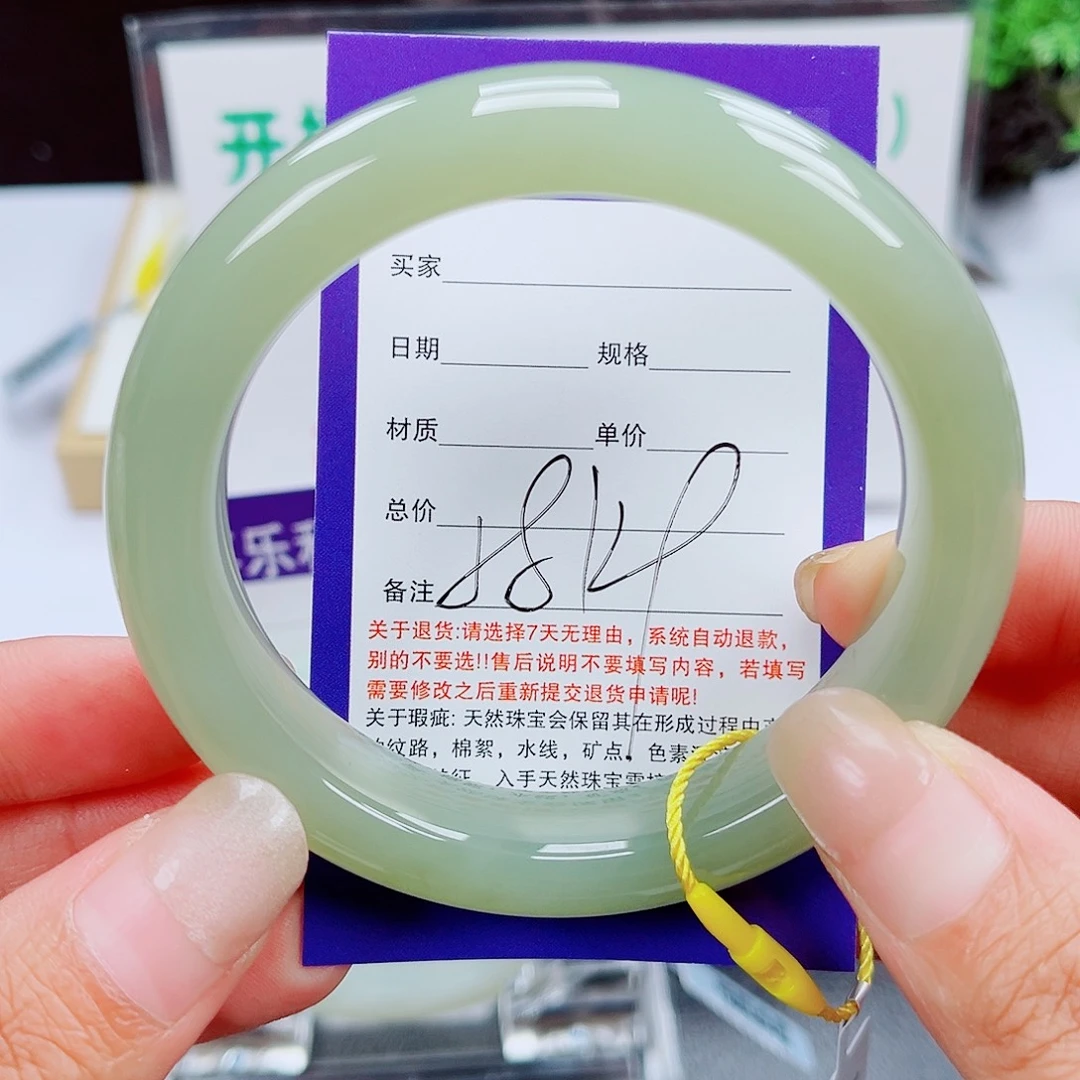 开
买家
日期 规格
材质 单价
总价
备注
乐
关于退货:请选择7天无理由，系统自动退款，
别的不要选!!售后说明不要填写内容，若填写
需要修改之后重新提交退货申请呢!
关于瑕疵: 天然珠宝会保留其在形成过程中
纹路，棉絮，水线，矿点，色素
征，入手天然珠宝需